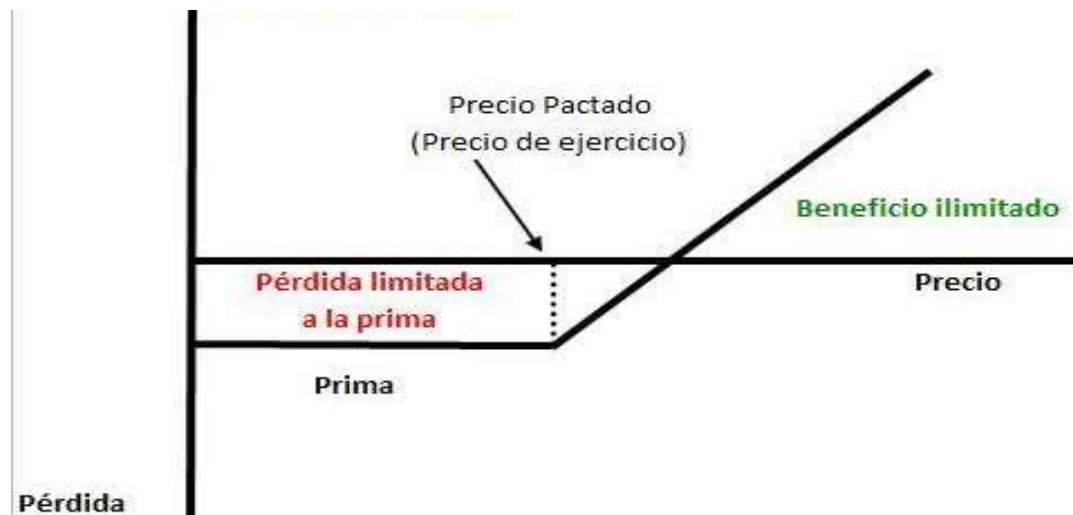 Precio Pactado
(Precio de ejercicio)
Beneficio ilimitado
Pérdida limitada
a la prima
Precio
Prima
Pérdida